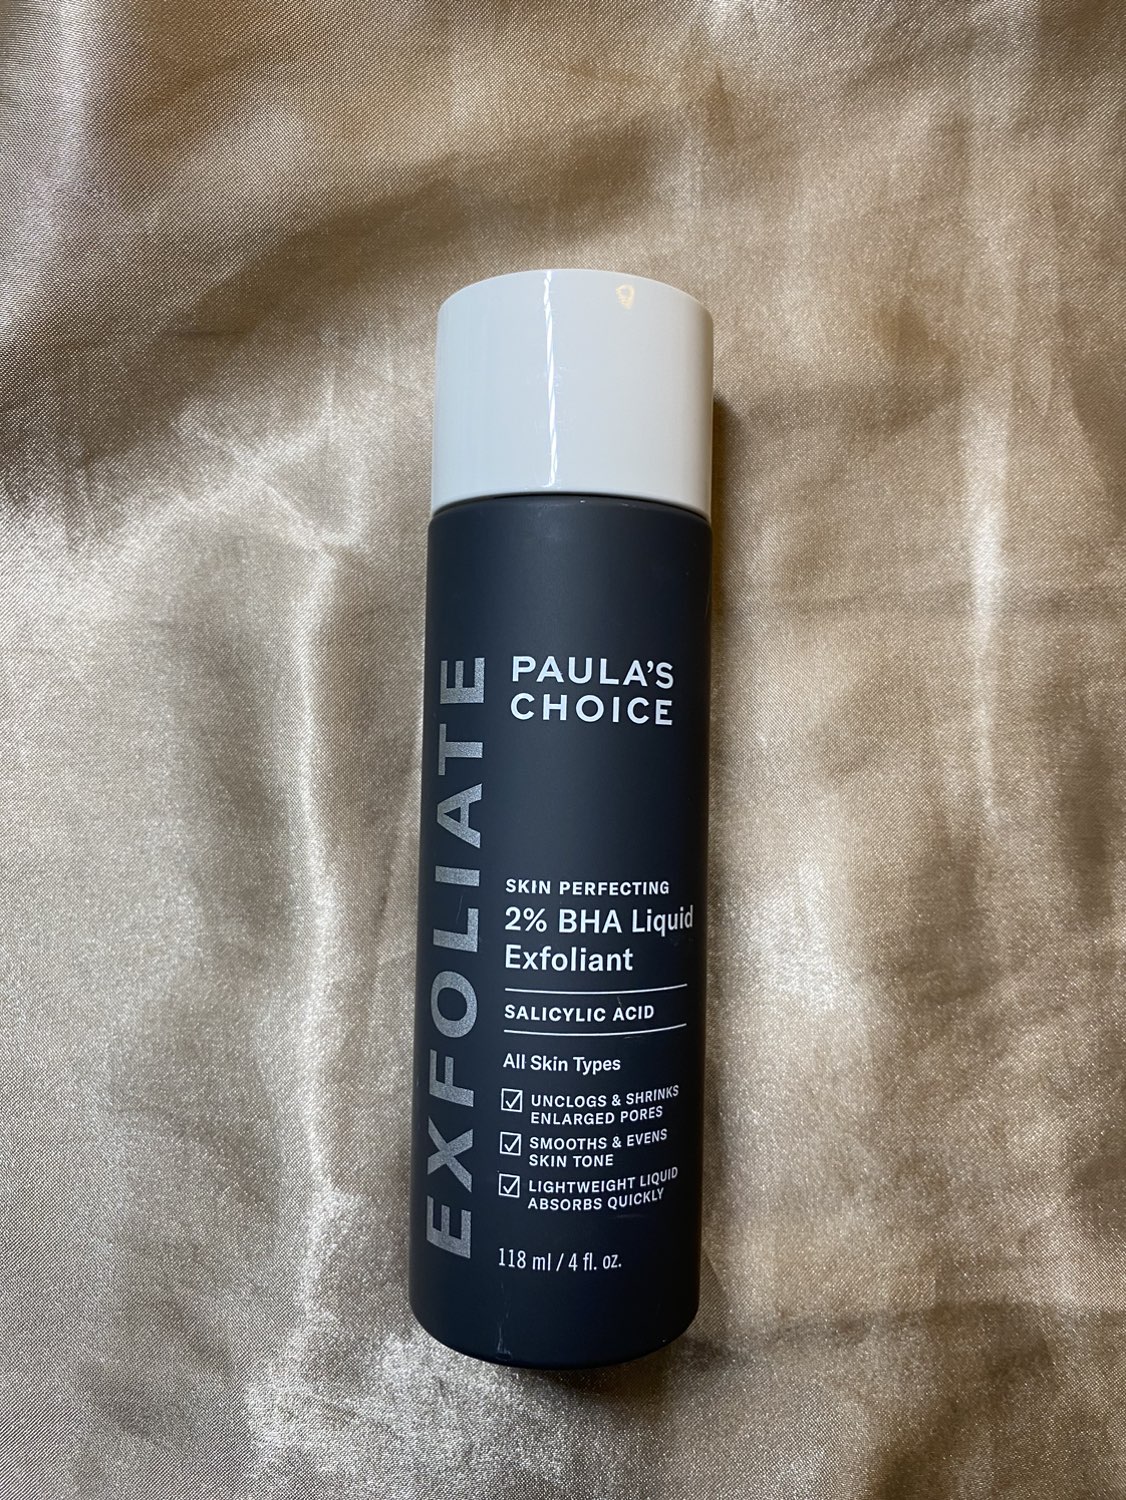 EXFOLIATE
PAULA'S
CHOICE
SKIN PERFECTING
2% BHA Liquid
Exfoliant
SALICYLIC ACID
All Skin Types
UNCLOGS & SHRINKS
ENLARGED PORES
SMOOTHS & EVENS
SKIN TONE
LIGHTWEIGHT LIQUID
ABSORBS QUICKLY
118 ml / 4 fl. oz.